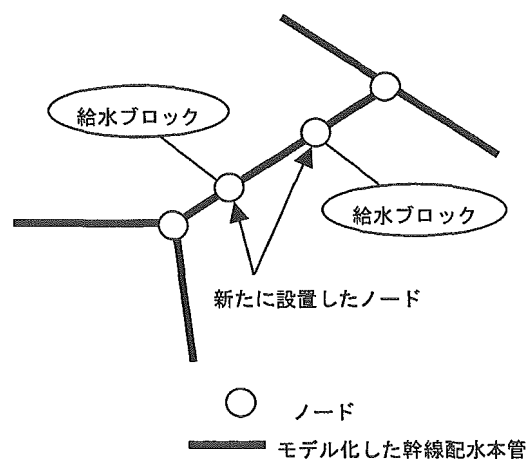 給水ブロック
給水ブロック
新たに設置したノード
ノード
モデル化した幹線配水本管